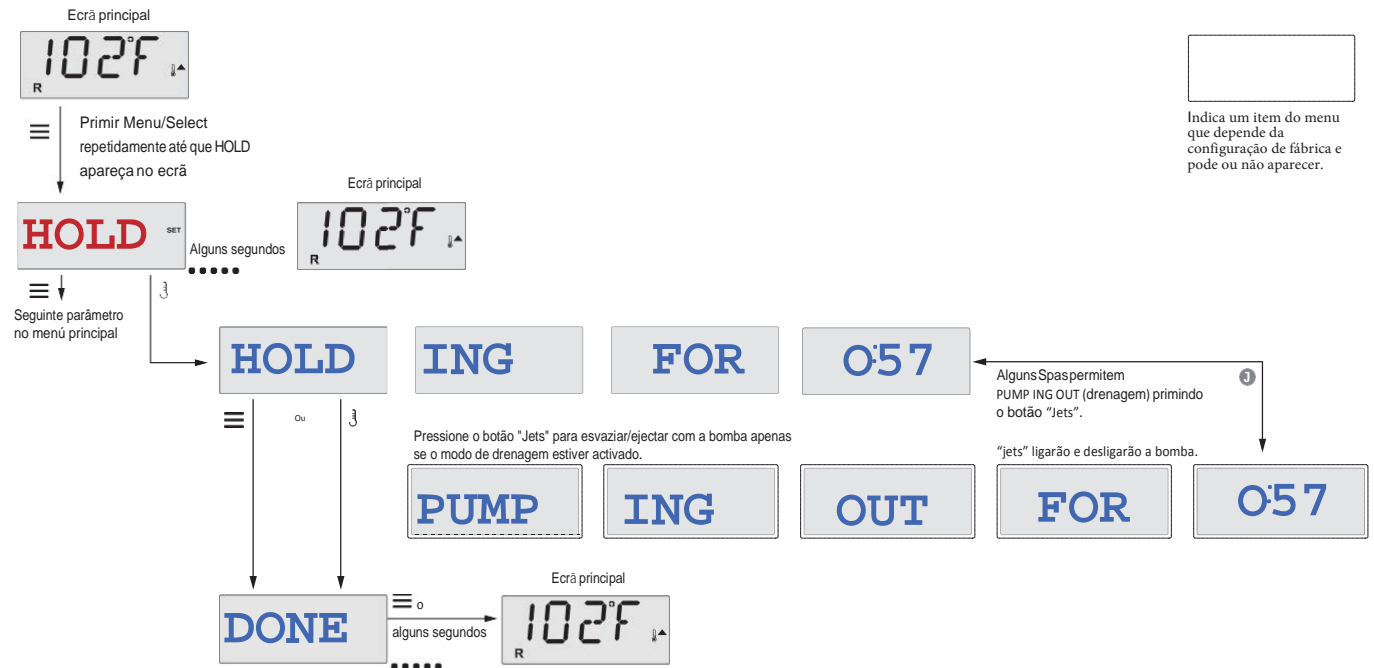 Ecrã principal
102°F
R
Primir Menu/Select
repetidamente até que HOLD
apareça no ecrã
Indica um item do menu
que depende da
configuração de fábrica e
pode ou não aparecer.
Ecrã principal
HOLD SET
Alguns segundos
102°F
R
Seguinte parâmetro
no menú principal
HOLD ING FOR 0:57
AlgunsSpaspermitem
PUMP ING OUT (drenagem) primindo
o botão “Jets”.
J
Ou
Pressione o botão "Jets" para esvaziar/ejectar com a bomba apenas
se o modo de drenagem estiver activado.
“jets” ligarão e desligarão a bomba.
PUMP ING OUT FOR 0:57
Ecrã principal
DONE
o
alguns segundos
102°F
R